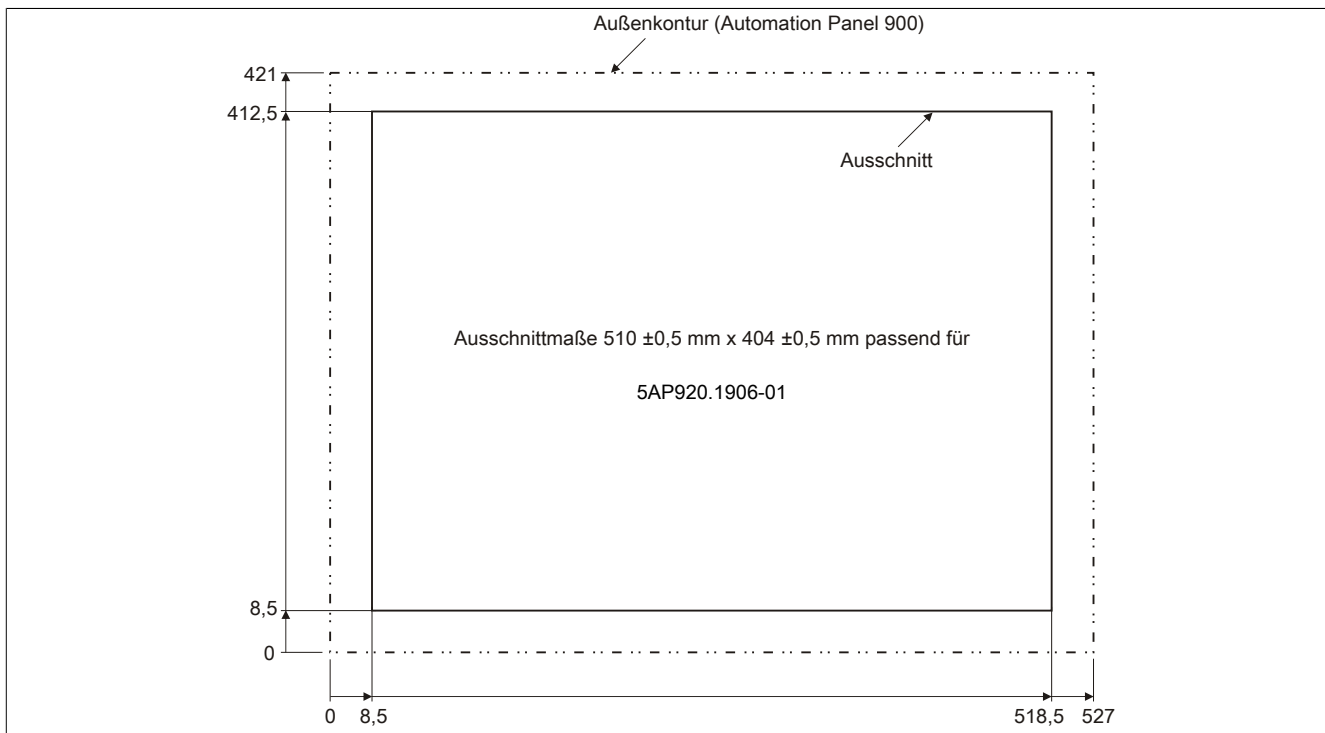 Außenkontur (Automation Panel 900)
421
412,5
Ausschnitt
Ausschnittmaße 510 ±0,5 mm x 404 ±0,5 mm passend für
5AP920.1906-01
8,5
0
0 8,5 518,5 527